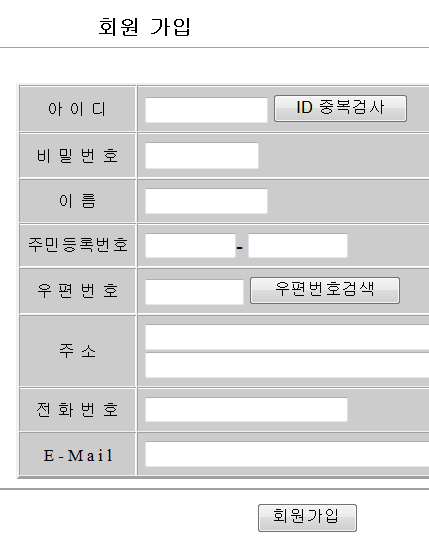 회원 가입
아 이 디 ID 중복검사
비 밀 번 호
이 름
주민등록번호 -
우 편 번 호 우편번호검색
주 소
전 화 번 호
E-Mail
회원가입